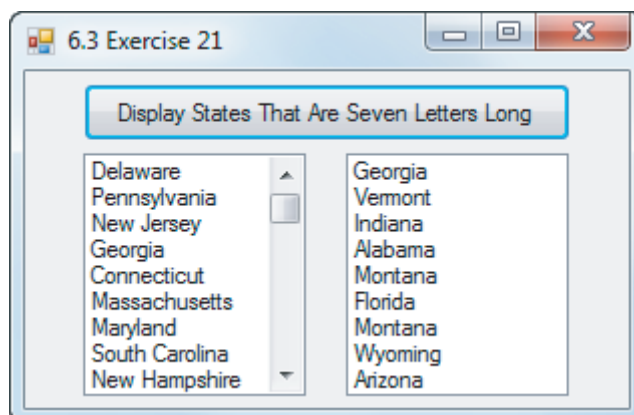 6.3 Exercise 21
Display States That Are Seven Letters Long
Delaware
Pennsylvania
New Jersey
Georgia
Connecticut
Massachusetts
Maryland
South Carolina
New Hampshire
Georgia
Vermont
Indiana
Alabama
Montana
Florida
Montana
Wyoming
Arizona